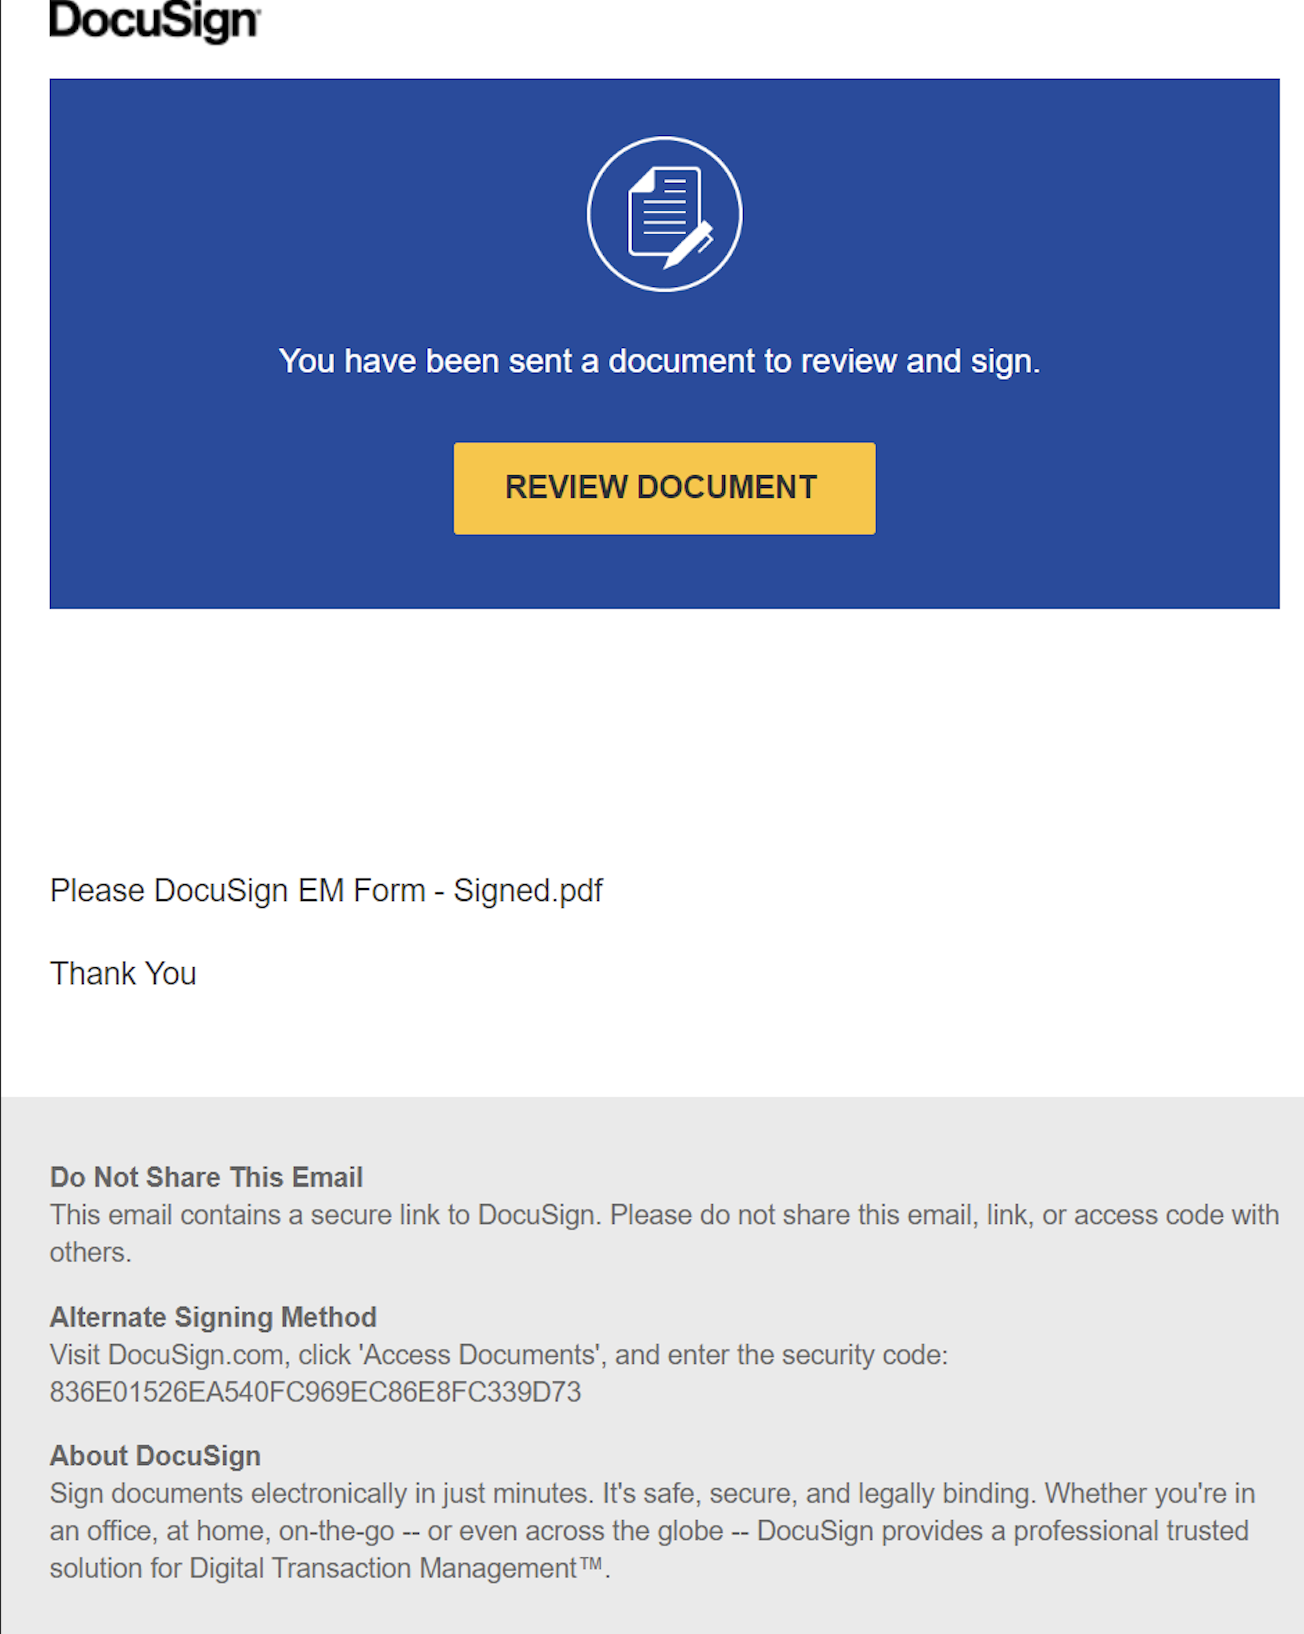 DocuSign
You have been sent a document to review and sign.
REVIEW DOCUMENT
Please DocuSign EM Form - Signed.pdf
Thank You
Do Not Share This Email
This email contains a secure link to DocuSign. Please do not share this email, link, or access code with
others.
Alternate Signing Method
Visit DocuSign.com, click 'Access Documents', and enter the security code:
836E01526EA540FC969EC86E8FC339D73
About DocuSign
Sign documents electronically in just minutes. It's safe, secure, and legally binding. Whether you're in
an office, at home, on-the-go -- or even across the globe -- DocuSign provides a professional trusted
solution for Digital Transaction Management™.